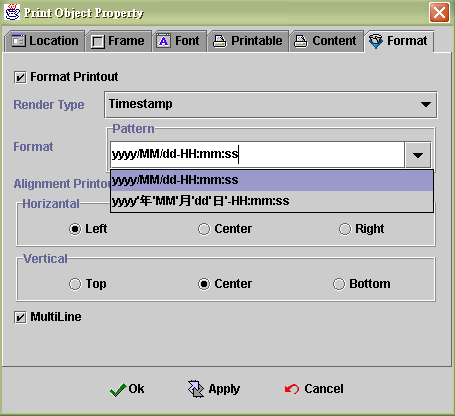 Print Object Property
Location Frame Font Printable Content Format
Format Printout
Render Type Timestamp
Pattern
Format yyyy/MM/dd-HH:mm:ss
yyyy/MM/dd-HH:mm:ss
Alignment Printou
yyyy'年'MM'月'dd'日'-HH:mm:ss
Horizantal
Left Center Right
Vertical
Top Center Bottom
MultiLine
Ok Apply Cancel